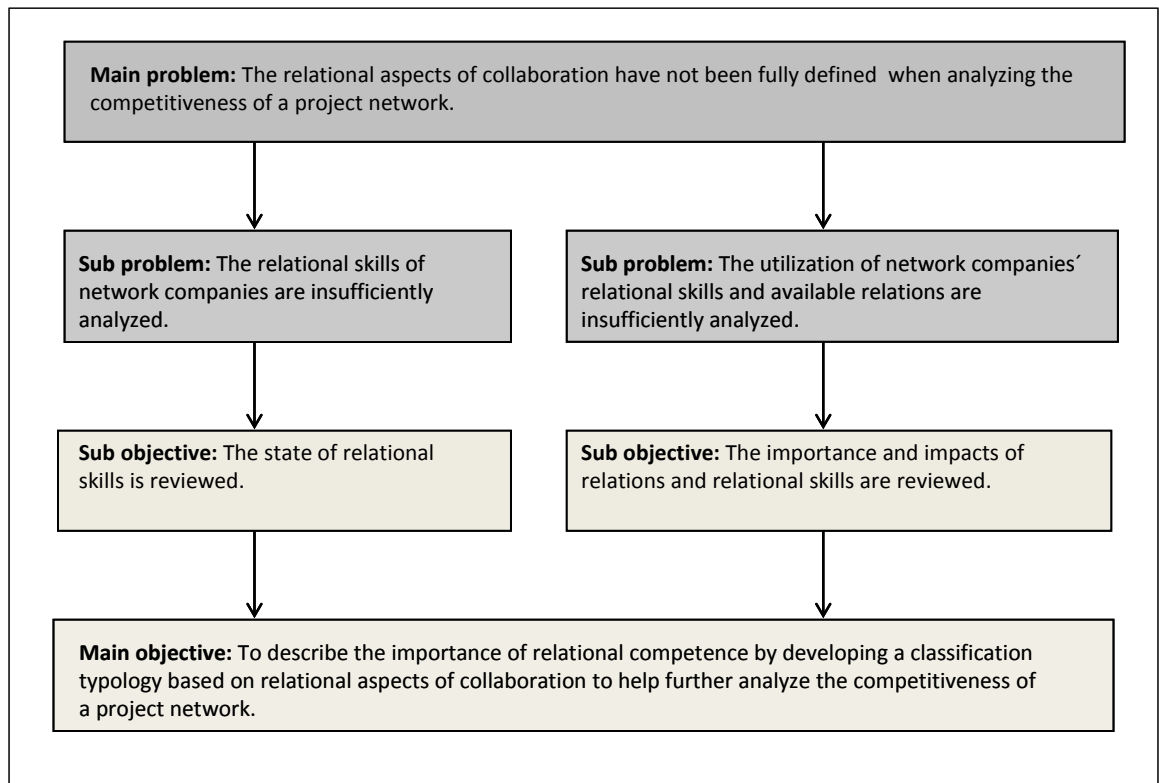 Main problem: The relational aspects of collaboration have not been fully defined  when analyzing the
competitiveness of a project network.
Sub problem: The relational skills of
network companies are insufficiently
analyzed.
Sub problem: The utilization of network companies´
relational skills and available relations are
insufficiently analyzed.
Sub objective: The state of relational
skills is reviewed.
Sub objective: The importance and impacts of
relations and relational skills are reviewed.
Main objective: To describe the importance of relational competence by developing a classification
typology based on relational aspects of collaboration to help further analyze the competitiveness of
a project network.